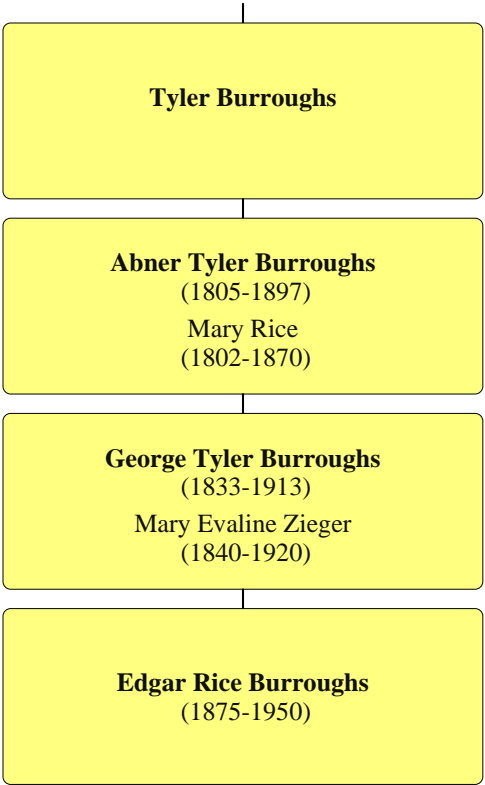 Tyler Burroughs
Abner Tyler Burroughs
(1805-1897)
Mary Rice
(1802-1870)
George Tyler Burroughs
(1833-1913)
Mary Evaline Zieger
(1840-1920)
Edgar Rice Burroughs
(1875-1950)